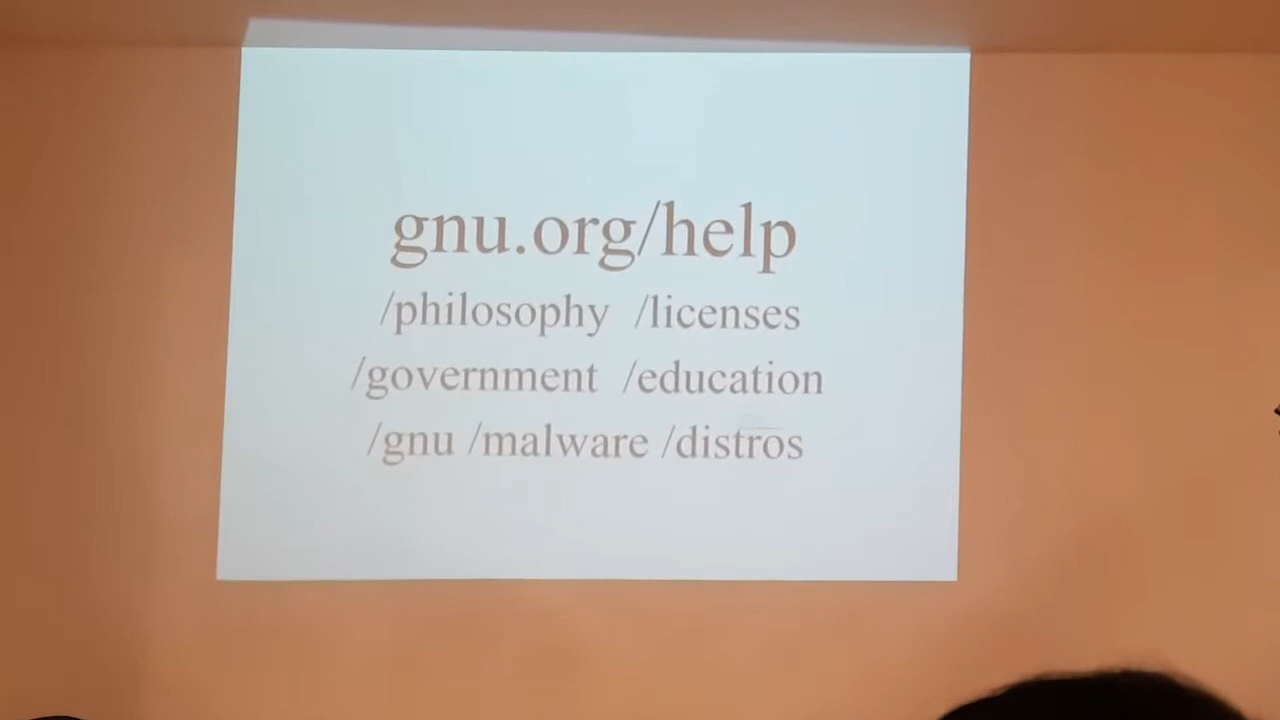 gnu.org/help
/philosophy /licenses
/government /education
/gnu /malware /distros